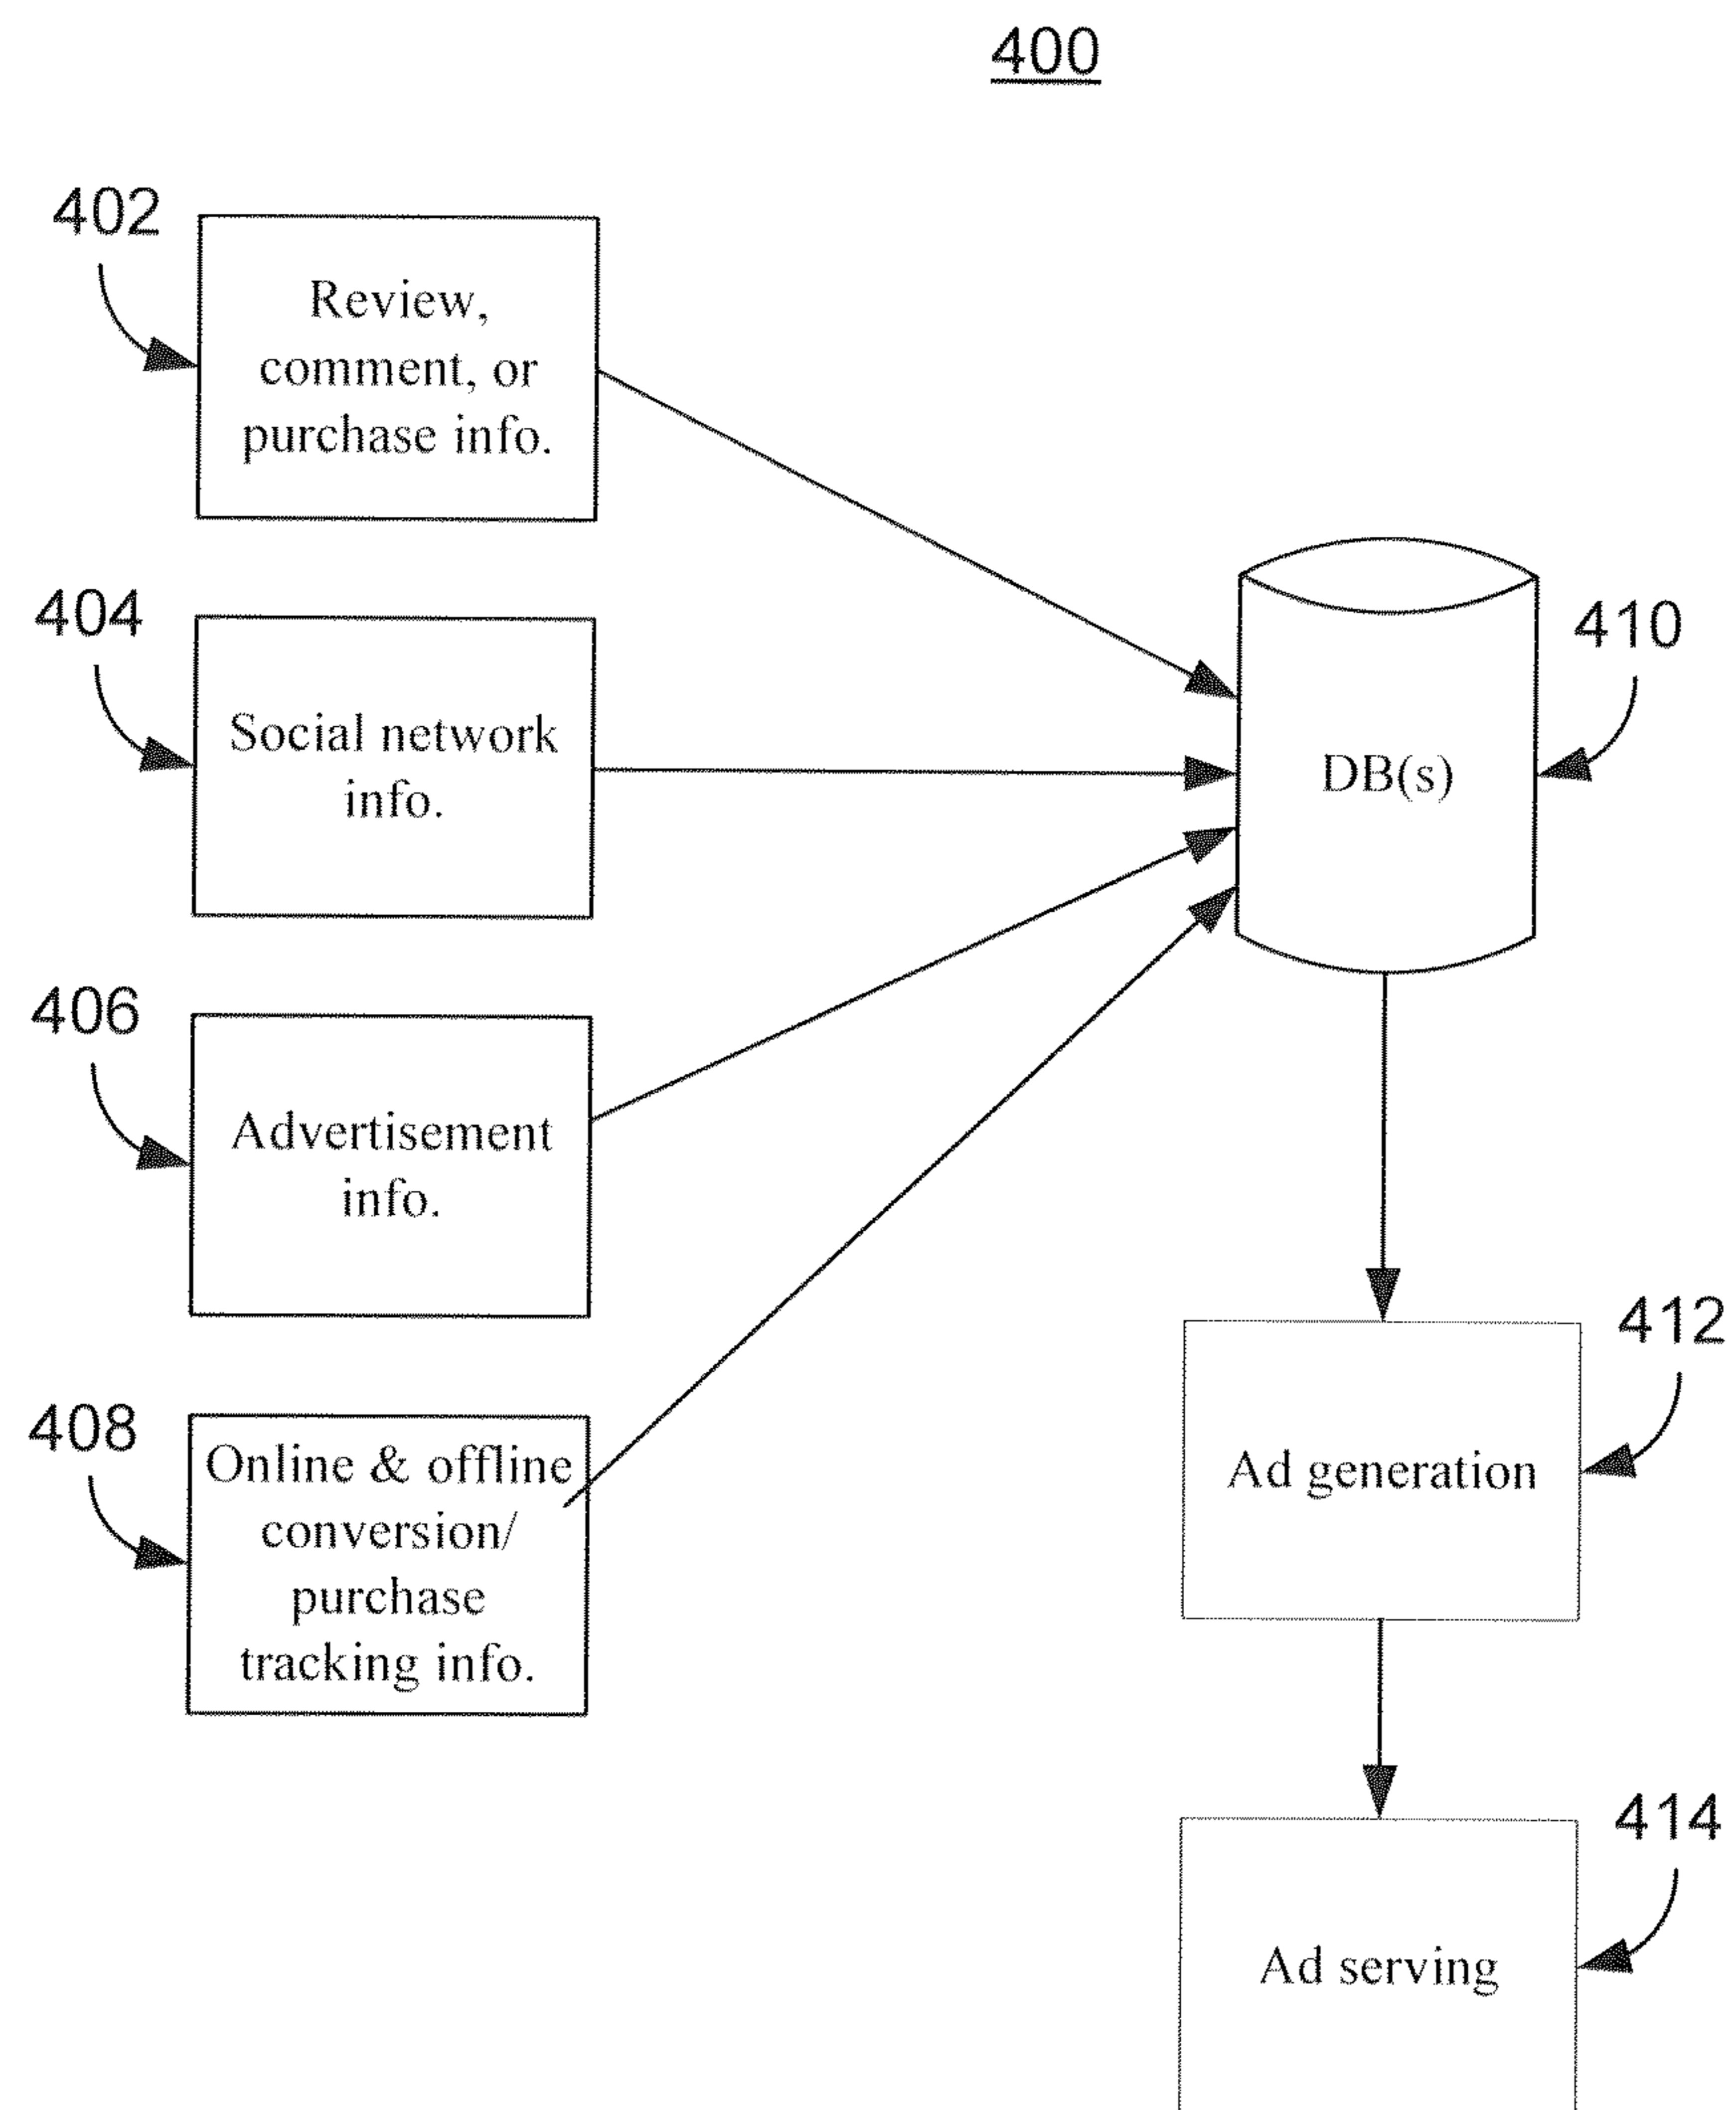 400
402
Review,
comment, or
purchase info.
404
Social network
info.
410
DB(s)
406
Advertisement
info.
412
Ad generation
408
Online & offline
conversion/
purchase
tracking info.
414
Ad serving